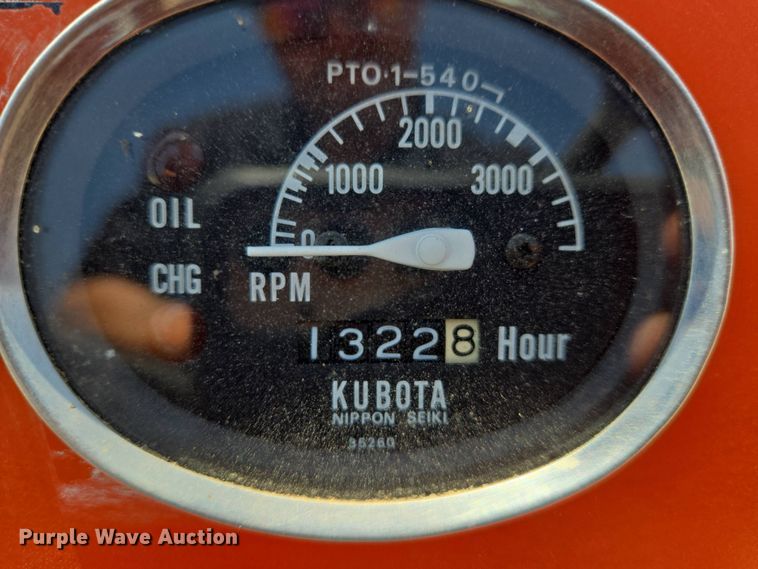 PTO·1-540
2000
1000
3000
0
OIL
CHG
RPM
13228 Hour
KUBOTA
NIPPON SEIKI
35260
Purple Wave Auction